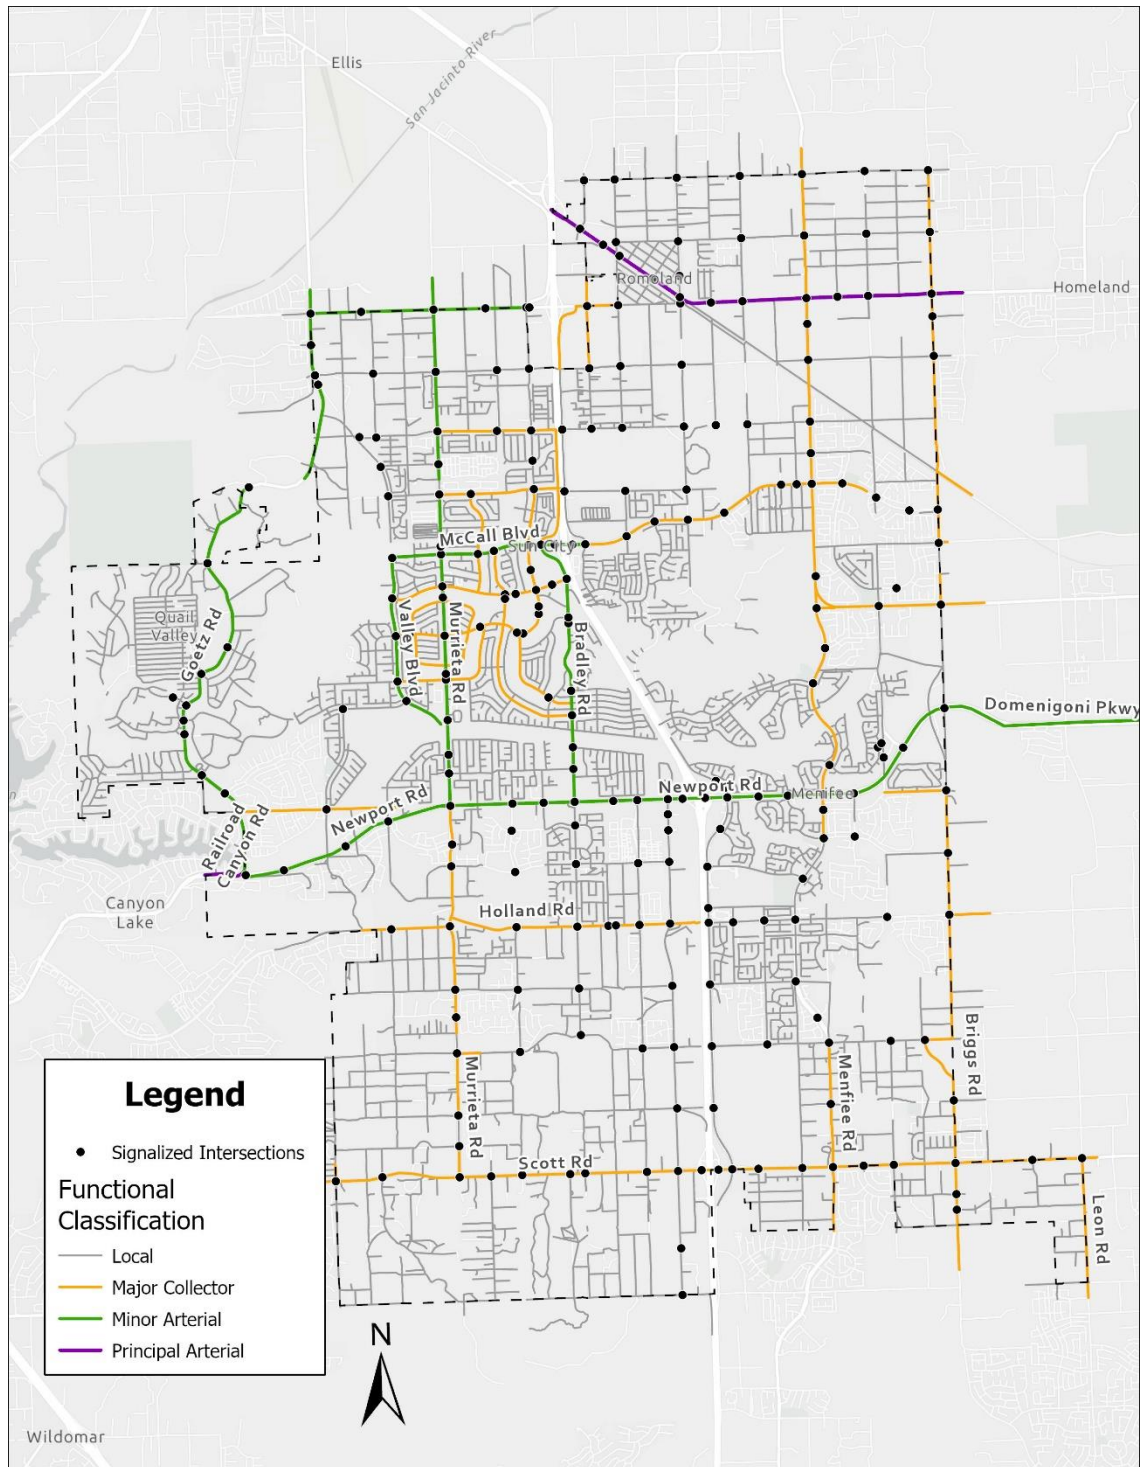 Ellis
San Jacinto River
Romoland
Homeland
McCall Blvd
Sun City
Quail
Valley
Goetz Rd
Valley Blvd
Murrieta Rd
Bradley Rd
Domenigoni Pkwy
Newport Rd
Menifee
Newport Rd
Railroad
Canyon Rd
Canyon
Lake
Holland Rd
Briggs Rd
Murrieta Rd
Menfiee Rd
Scott Rd
Leon Rd
Legend
Signalized Intersections
Functional
Classification
Local
Major Collector
Minor Arterial
Principal Arterial
N
Wildomar